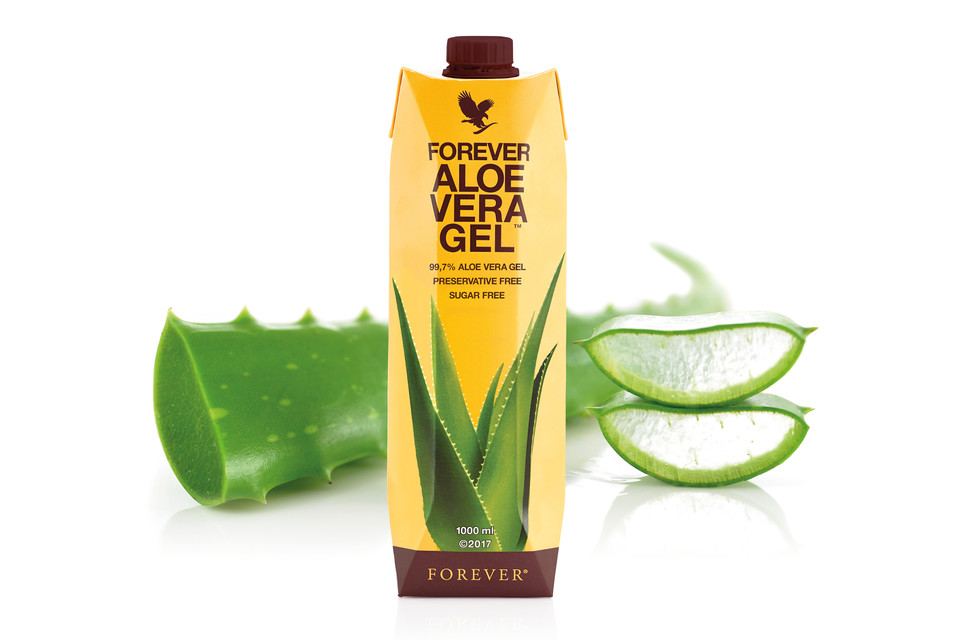 FOREVER
ALOE
VERA
GEL™
99,7% ALOE VERA GEL
PRESERVATIVE FREE
SUGAR FREE
1000 ml
©2017
FOREVER®